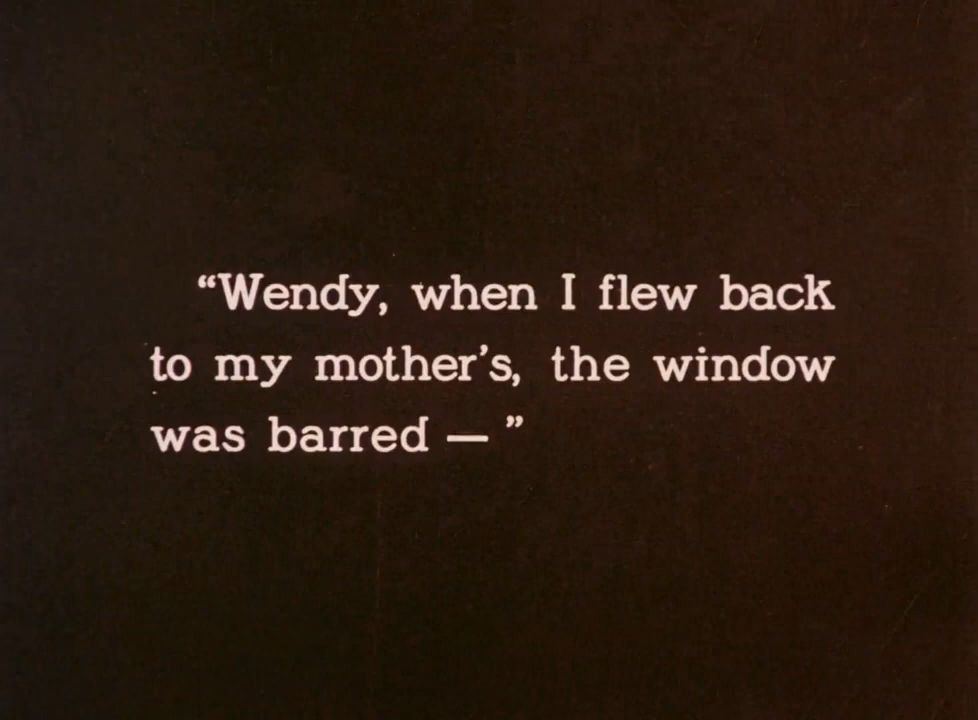 “Wendy, when I flew back
to my mother’s, the window
was barred — ”